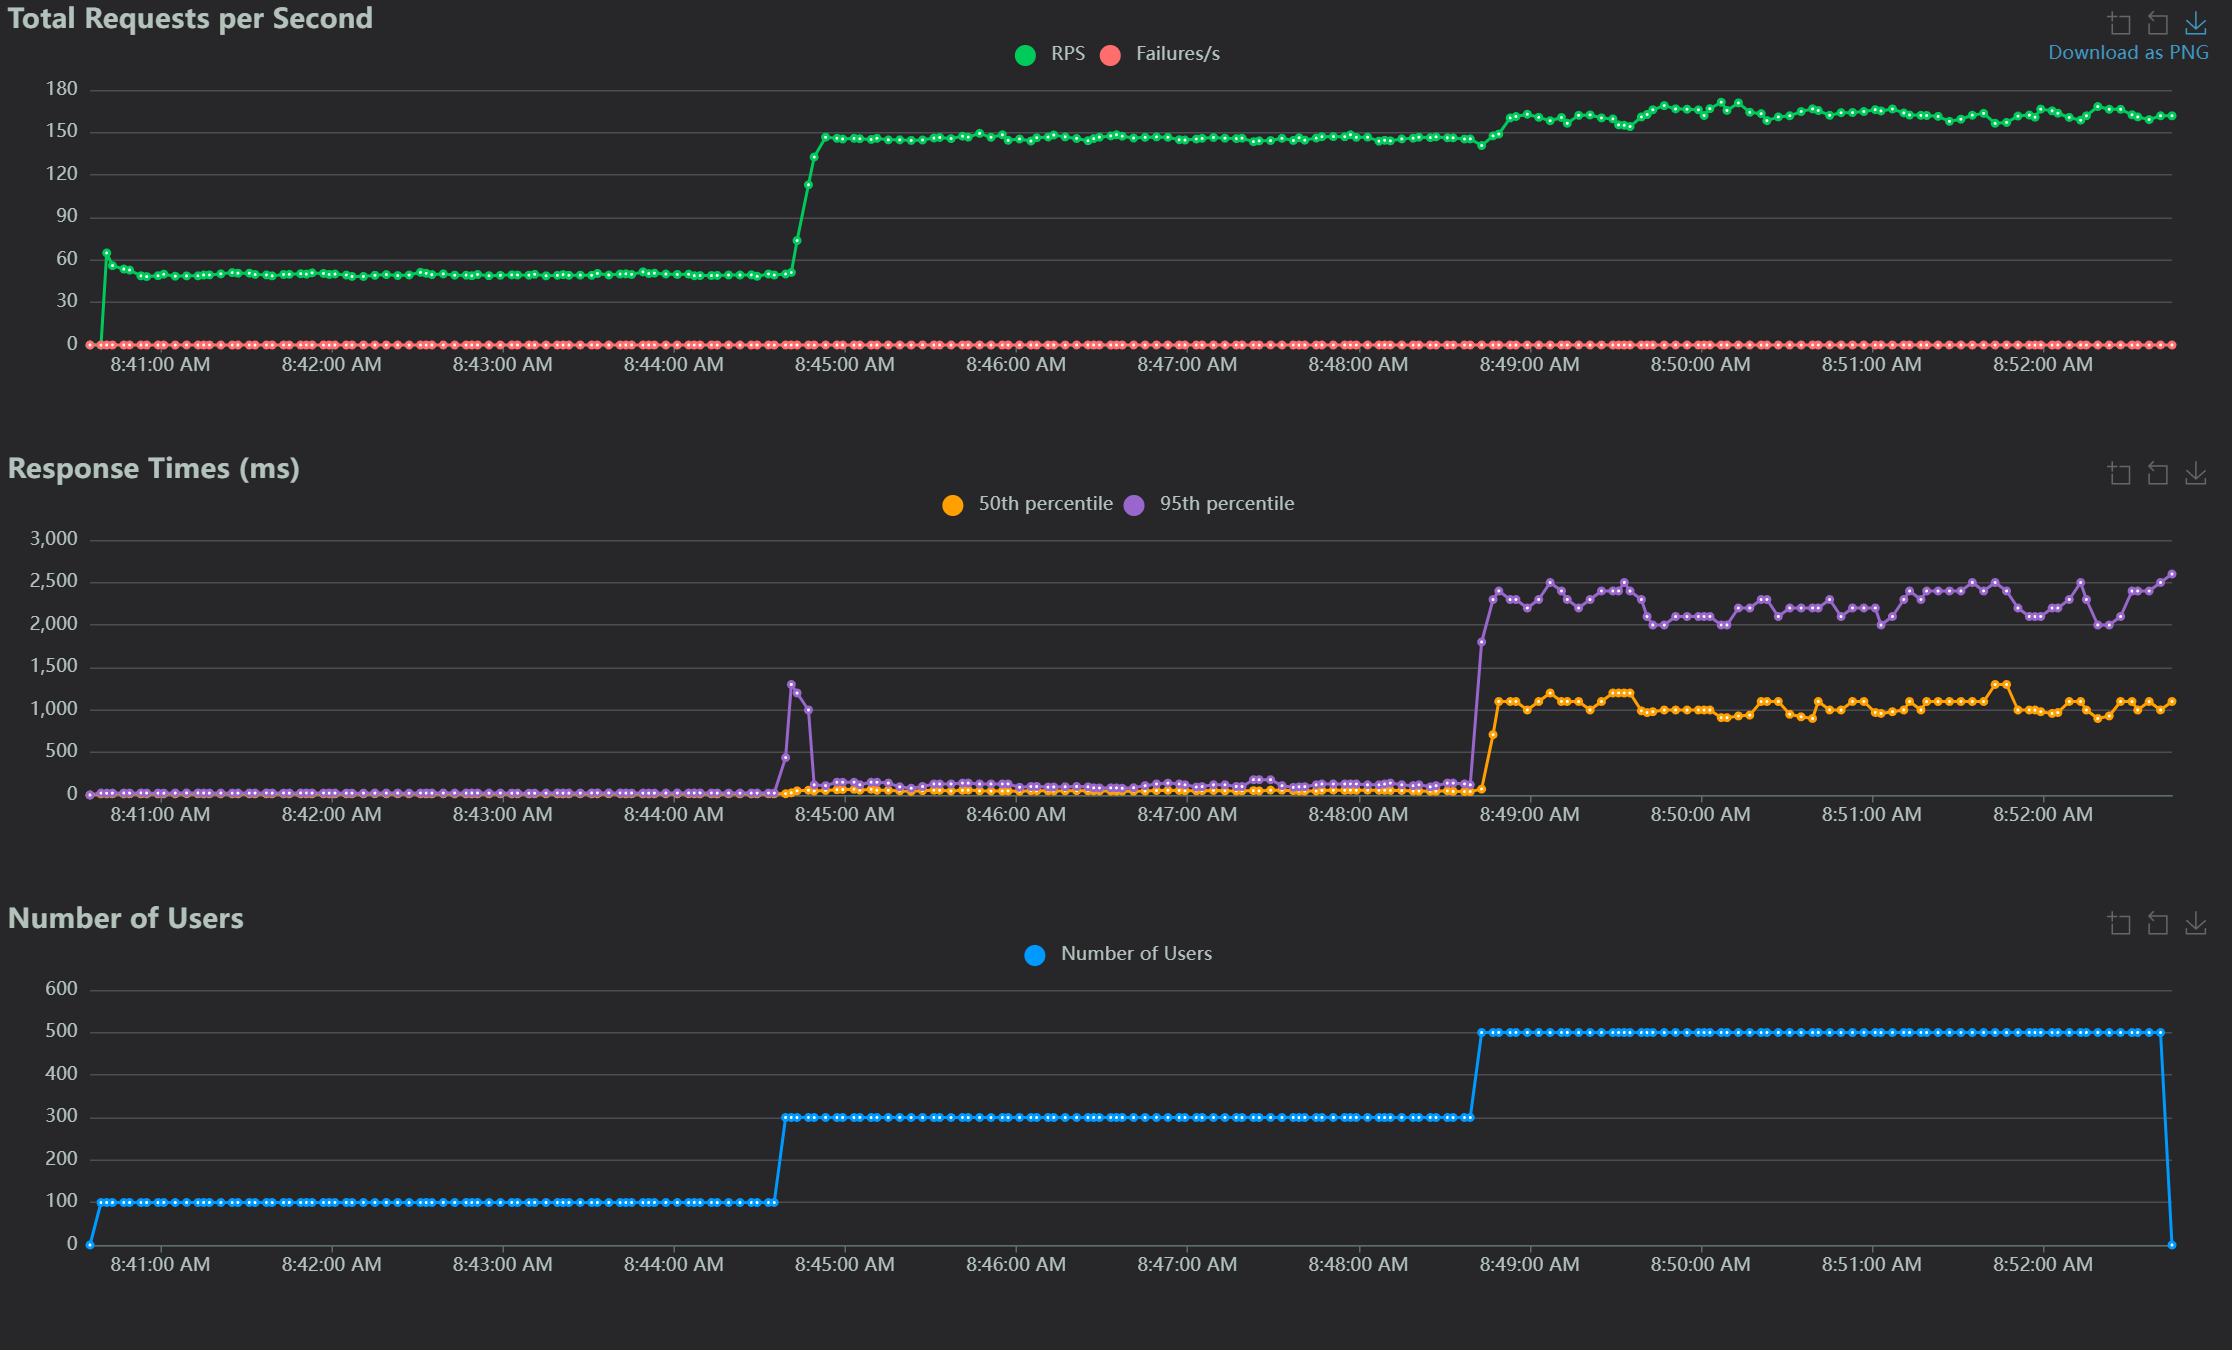 Total Requests per Second
RPS Failures/s
Download as PNG
180
150
120
90
60
30
0
8:41:00 AM 8:42:00 AM 8:43:00 AM 8:44:00 AM 8:45:00 AM 8:46:00 AM 8:47:00 AM 8:48:00 AM 8:49:00 AM 8:50:00 AM 8:51:00 AM 8:52:00 AM
Response Times (ms)
50th percentile 95th percentile
3,000
2,500
2,000
1,500
1,000
500
0
8:41:00 AM 8:42:00 AM 8:43:00 AM 8:44:00 AM 8:45:00 AM 8:46:00 AM 8:47:00 AM 8:48:00 AM 8:49:00 AM 8:50:00 AM 8:51:00 AM 8:52:00 AM
Number of Users
Number of Users
600
500
400
300
200
100
0
8:41:00 AM 8:42:00 AM 8:43:00 AM 8:44:00 AM 8:45:00 AM 8:46:00 AM 8:47:00 AM 8:48:00 AM 8:49:00 AM 8:50:00 AM 8:51:00 AM 8:52:00 AM